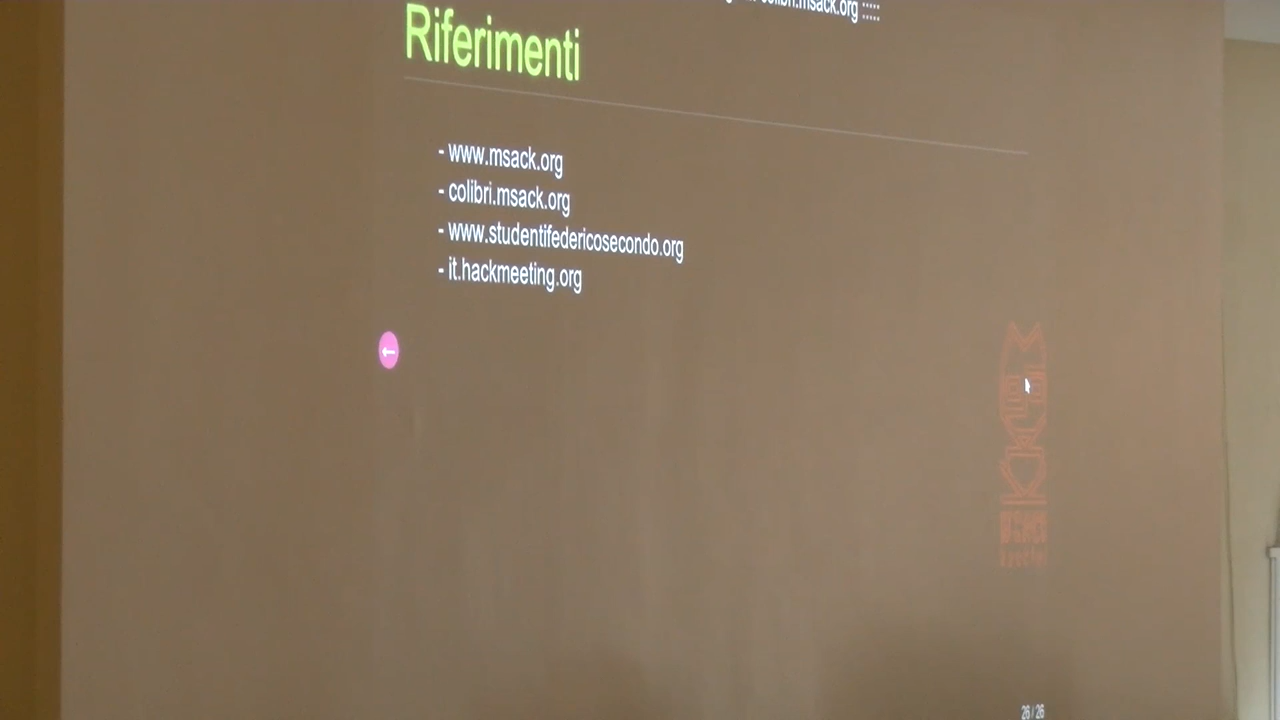 colibri.msack.org :::::
Riferimenti
- www.msack.org
- colibri.msack.org
- www.studentifedericosecondo.org
- it.hackmeeting.org
26 / 26